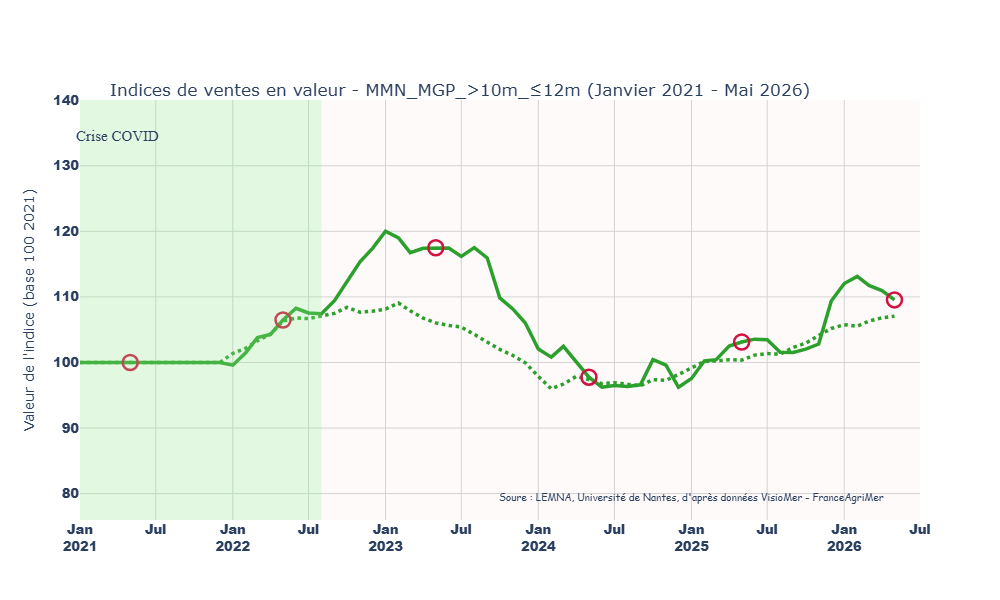 Indices de ventes en valeur - MMN_MGP_>10m_≤12m (Janvier 2021 - Mai 2026)
Valeur de l'indice (base 100 2021)
140
130
120
110
100
90
80
Crise COVID
Soure : LEMNA, Université de Nantes, d'après données VisioMer - FranceAgriMer
Jan Jul Jan Jul Jan Jul Jan Jul Jan Jul Jan Jul
2021 2022 2023 2024 2025 2026